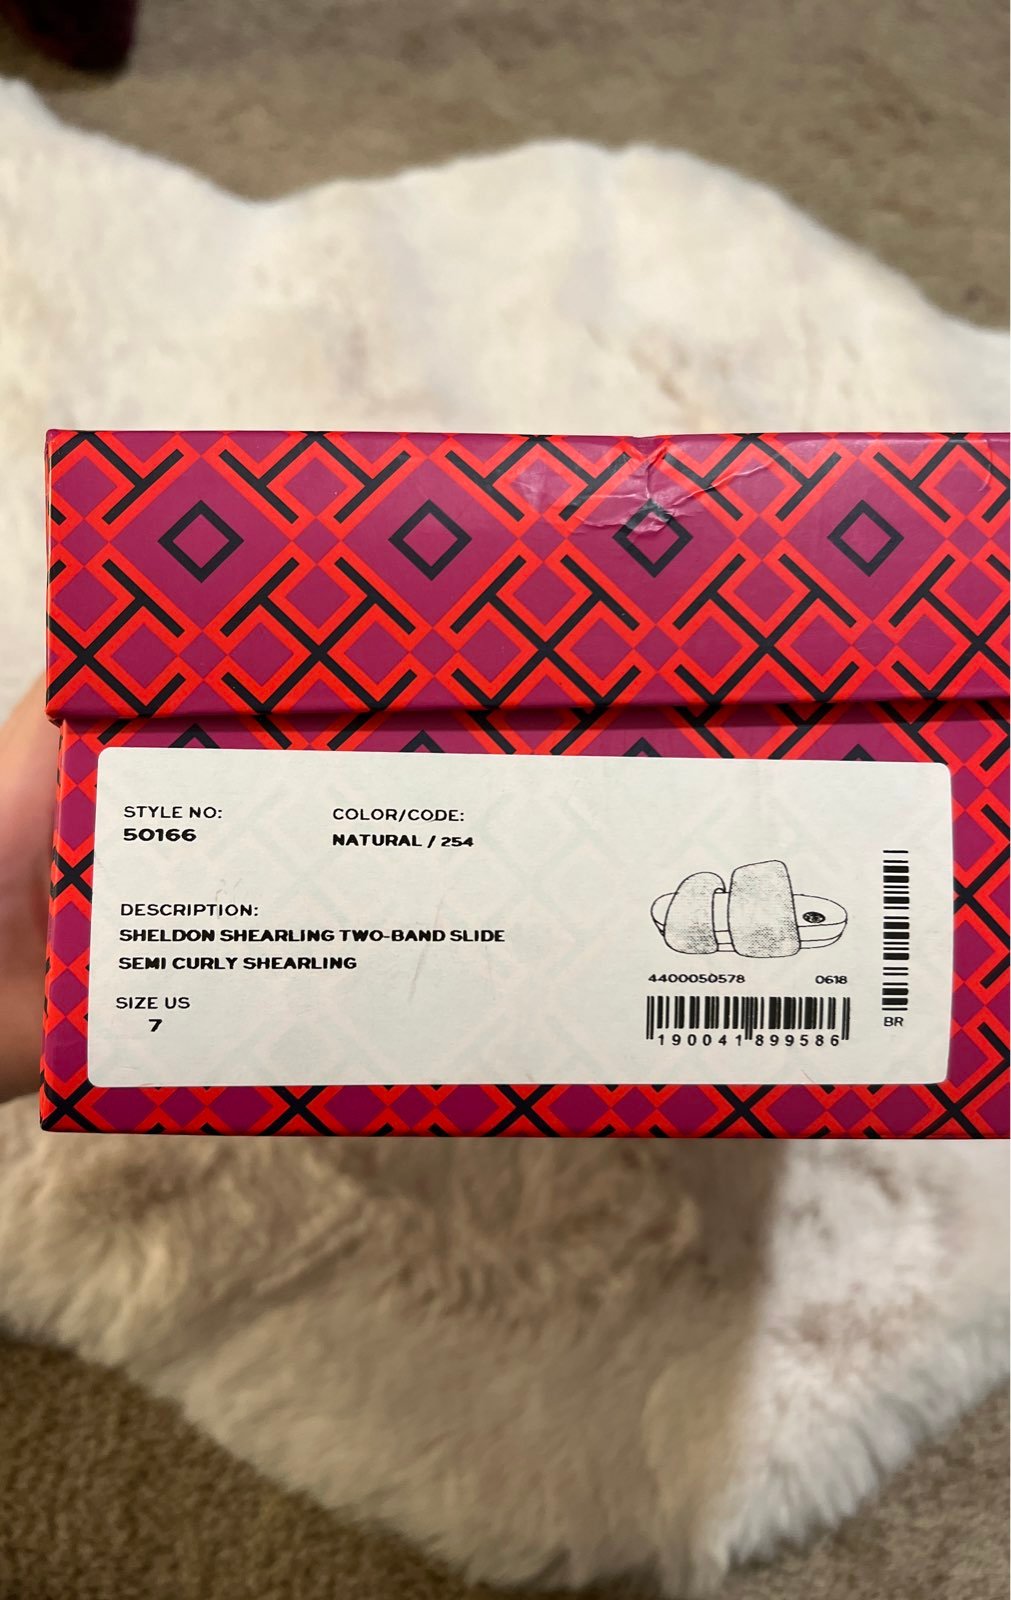 STYLE NO:
50166
COLOR/CODE:
NATURAL / 254
DESCRIPTION:
SHELDON SHEARLING TWO-BAND SLIDE
SEMI CURLY SHEARLING
SIZE US
7
4400050578 0618
190041899586
BR